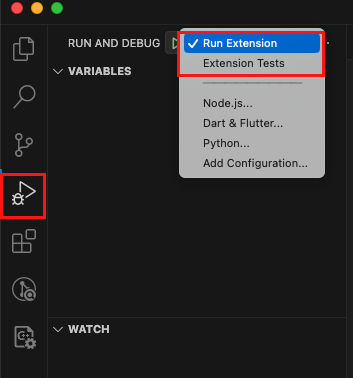 RUN AND DEBUG
Run Extension
Extension Tests
Node.js...
Dart & Flutter...
Python...
Add Configuration...
VARIABLES
WATCH